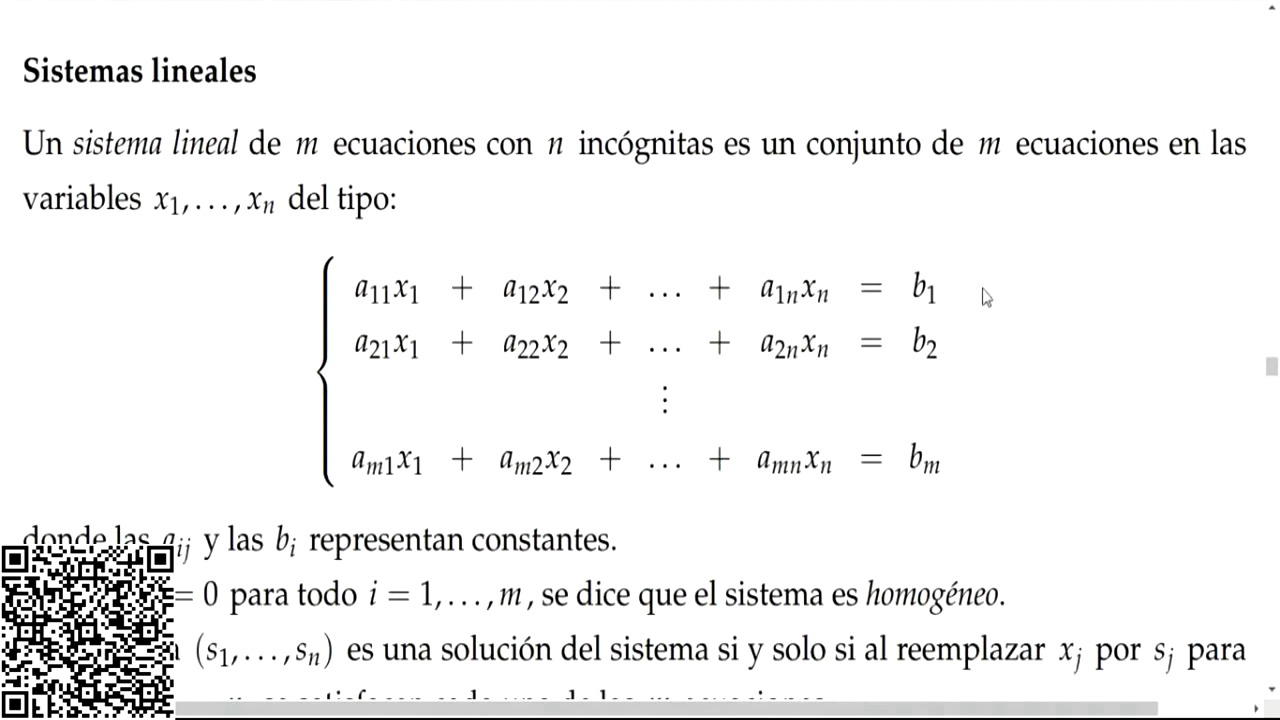 Sistemas lineales
Un sistema lineal de m ecuaciones con n incógnitas es un conjunto de m ecuaciones en las
variables x₁,...,xₙ del tipo:
a₁₁x₁ + a₁₂x₂ + ... + a₁ₙxₙ = b₁
a₂₁x₁ + a₂₂x₂ + ... + a₂ₙxₙ = b₂
⋮
aₘ₁x₁ + aₘ₂x₂ + ... + aₘₙxₙ = bₘ
donde las aᵢⱼ y las bᵢ representan constantes.
= 0 para todo i = 1,...,m, se dice que el sistema es homogéneo.
(s₁,...,sₙ) es una solución del sistema si y solo si al reemplazar xⱼ por sⱼ para